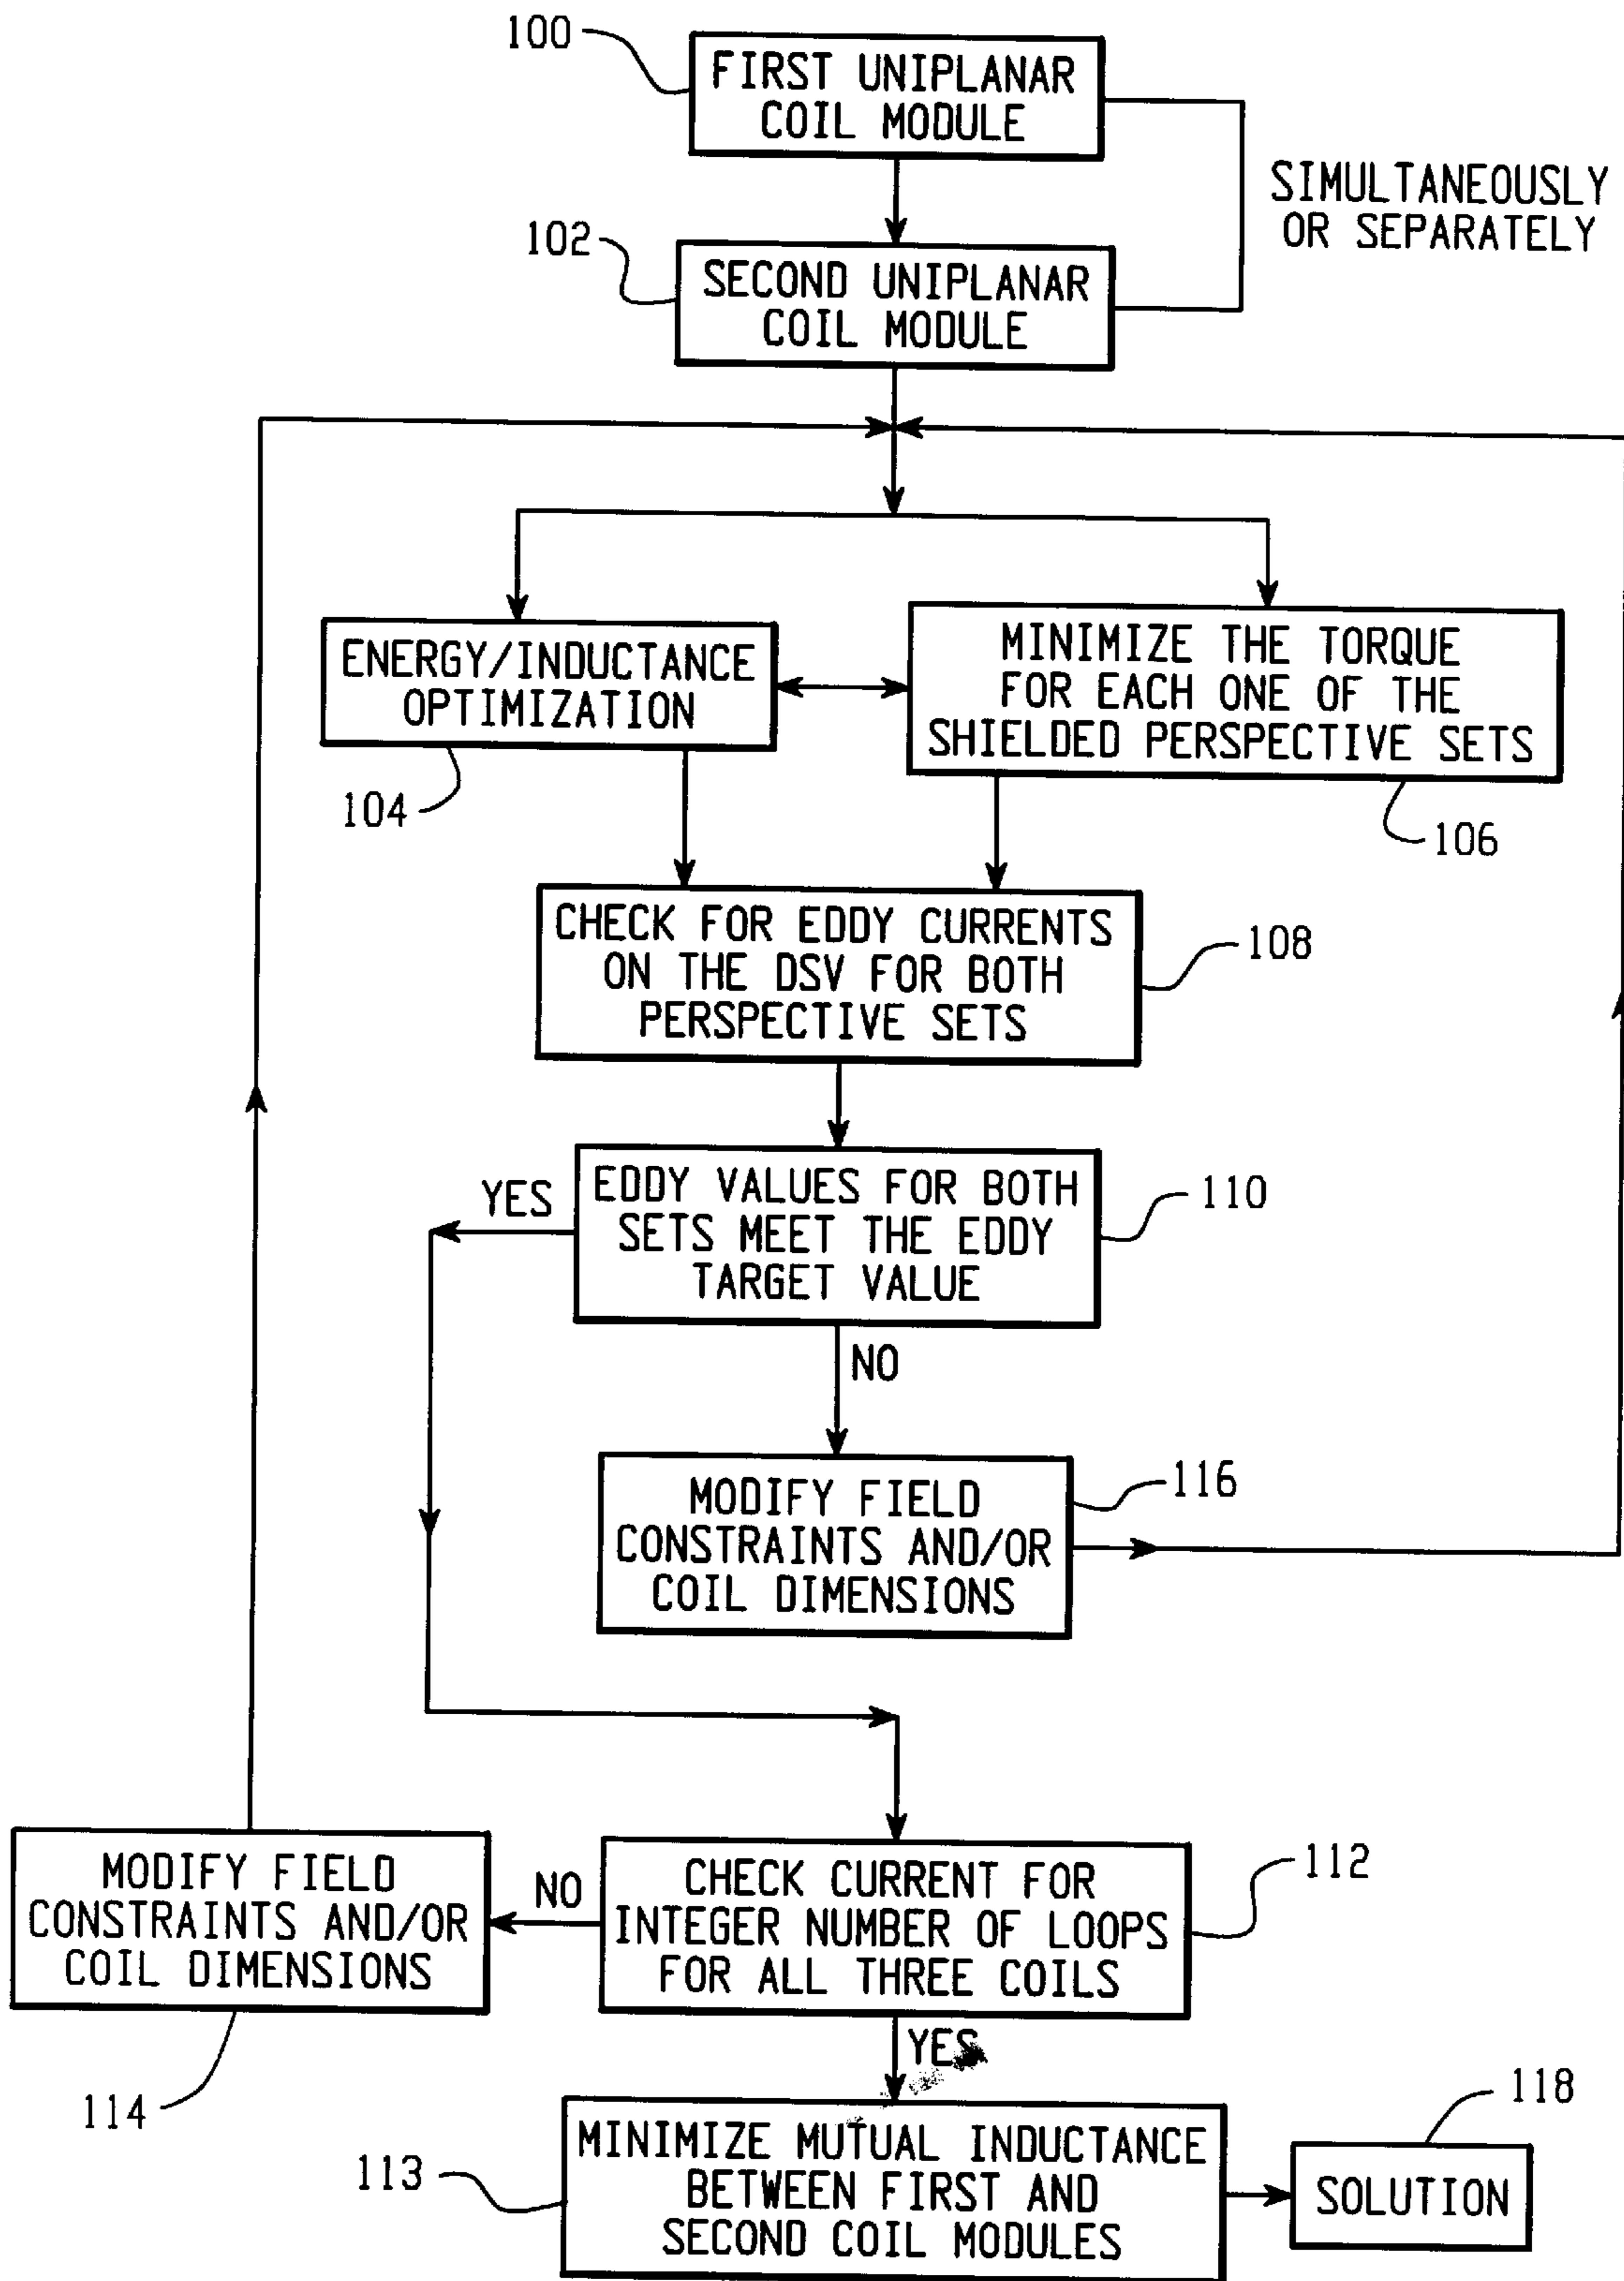 100
FIRST UNIPLANAR
COIL MODULE
SIMULTANEOUSLY
OR SEPARATELY
102
SECOND UNIPLANAR
COIL MODULE
ENERGY/INDUCTANCE
OPTIMIZATION
104
MINIMIZE THE TORQUE
FOR EACH ONE OF THE
SHIELDED PERSPECTIVE SETS
106
CHECK FOR EDDY CURRENTS
ON THE DSV FOR BOTH
PERSPECTIVE SETS
108
YES
EDDY VALUES FOR BOTH
SETS MEET THE EDDY
TARGET VALUE
110
NO
MODIFY FIELD
CONSTRAINTS AND/OR
COIL DIMENSIONS
116
MODIFY FIELD
CONSTRAINTS AND/OR
COIL DIMENSIONS
114
NO
CHECK CURRENT FOR
INTEGER NUMBER OF LOOPS
FOR ALL THREE COILS
112
YES
MINIMIZE MUTUAL INDUCTANCE
BETWEEN FIRST AND
SECOND COIL MODULES
113
118
SOLUTION